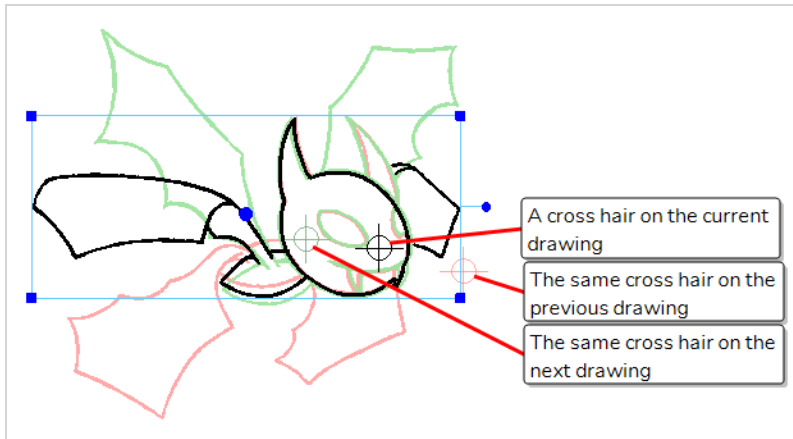 A cross hair on the current
drawing
The same cross hair on the
previous drawing
The same cross hair on the
next drawing